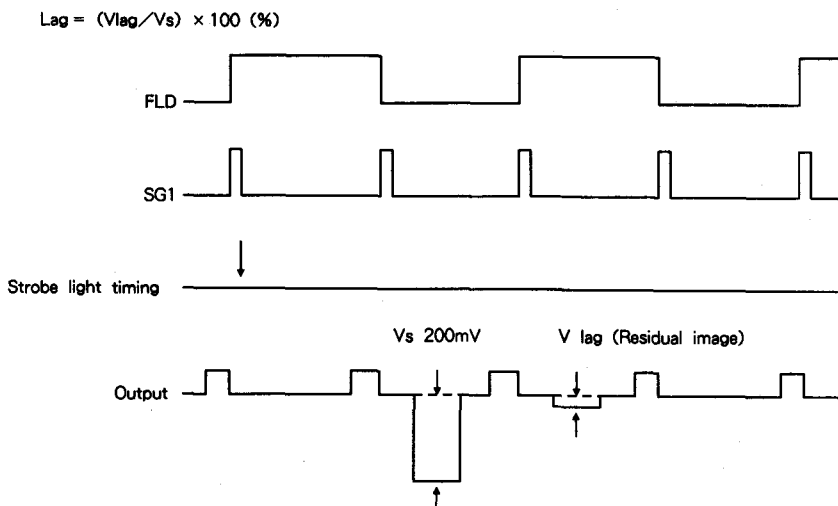 Lag = (Vlag／Vs) × 100 (%)
FLD
SG1
Strobe light timing
Vs 200mV
V lag (Residual image)
Output